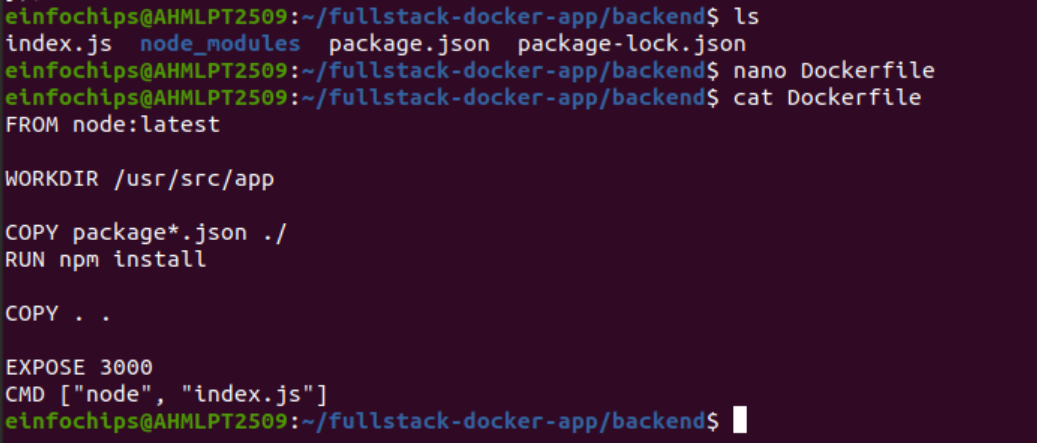 einfochips@AHMLPT2509:~/fullstack-docker-app/backend$ ls
index.js  node_modules  package.json  package-lock.json
einfochips@AHMLPT2509:~/fullstack-docker-app/backend$ nano Dockerfile
einfochips@AHMLPT2509:~/fullstack-docker-app/backend$ cat Dockerfile
FROM node:latest

WORKDIR /usr/src/app

COPY package*.json ./
RUN npm install

COPY . .

EXPOSE 3000
CMD ["node", "index.js"]
einfochips@AHMLPT2509:~/fullstack-docker-app/backend$